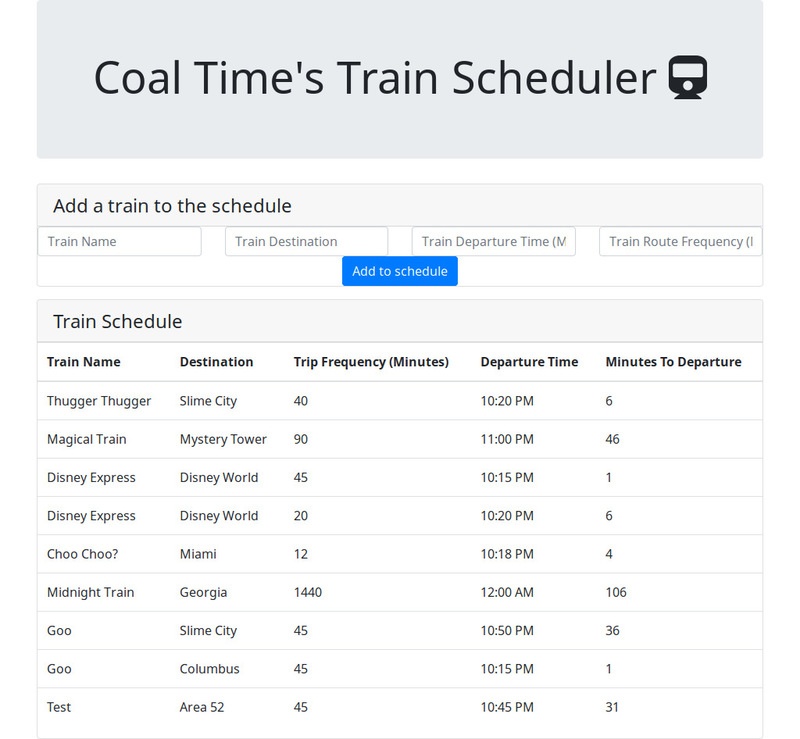 Coal Time's Train Scheduler
Add a train to the schedule
Train Name Train Destination Train Departure Time (M Train Route Frequency (
Add to schedule
Train Schedule
Train Name Destination Trip Frequency (Minutes) Departure Time Minutes To Departure
Thugger Thugger Slime City 40 10:20 PM 6
Magical Train Mystery Tower 90 11:00 PM 46
Disney Express Disney World 45 10:15 PM 1
Disney Express Disney World 20 10:20 PM 6
Choo Choo? Miami 12 10:18 PM 4
Midnight Train Georgia 1440 12:00 AM 106
Goo Slime City 45 10:50 PM 36
Goo Columbus 45 10:15 PM 1
Test Area 52 45 10:45 PM 31